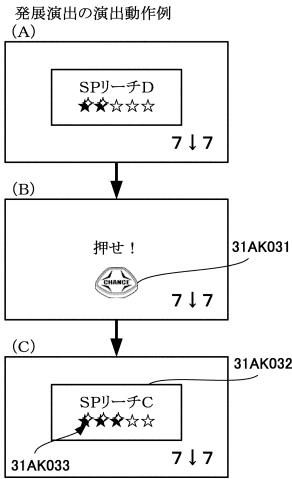 発展演出の演出動作例
(A)
SPリーチD
★★☆☆☆
7↓7
(B)
押せ！
31AK031
CHANCE
7↓7
(C)
31AK032
SPリーチC
★★★☆☆
31AK033
7↓7